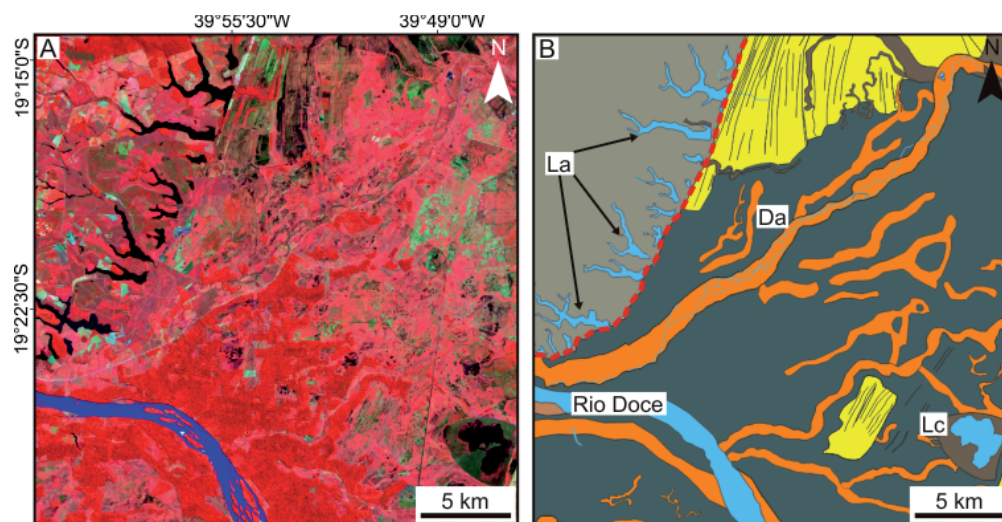 39°55'30"W
39°49'0"W
A
N
19°15'0"S
19°22'30"S
5 km
B
N
La
Da
Rio Doce
Lc
5 km